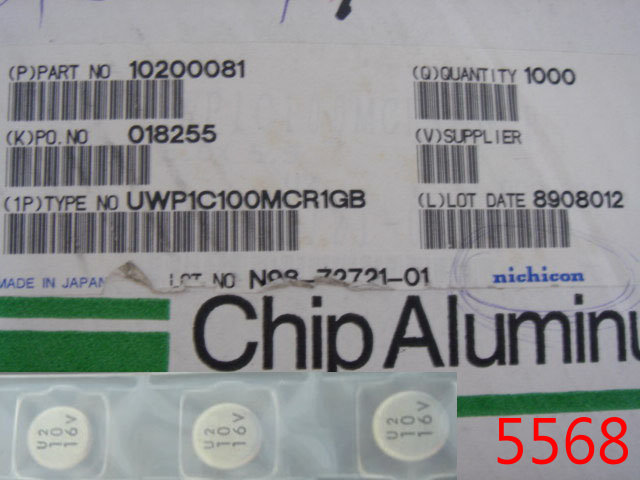 (P)PART NO 10200081
(Q)QUANTITY 1000
(K)PO.NO 018255
(V)SUPPLIER
(1P)TYPE NO UWP1C100MCR1GB
(L)LOT DATE 8908012
MADE IN JAPAN
LOT NO N98-72721-01
nichicon
Chip Aluminu
U2
10
16V
U2
10
16V
U2
10
16V
5568